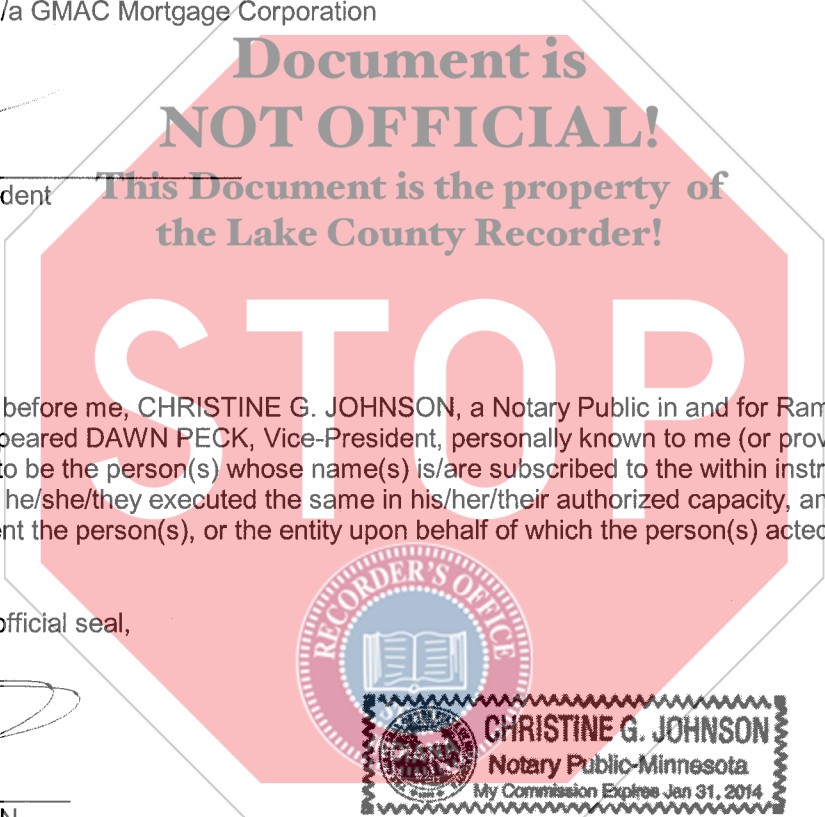 /a GMAC Mortgage Corporation
Document is
NOT OFFICIAL!
This Document is the property of
the Lake County Recorder!
dent
STOP
before me, CHRISTINE G. JOHNSON, a Notary Public in and for Ram
peared DAWN PECK, Vice-President, personally known to me (or prov
to be the person(s) whose name(s) is/are subscribed to the within instr
he/she/they executed the same in his/her/their authorized capacity, an
nt the person(s), or the entity upon behalf of which the person(s) acted
RECORDER'S OFFICE
official seal,
CHRISTINE G. JOHNSON
Notary Public-Minnesota
My Commission Expires Jan 31, 2014
N